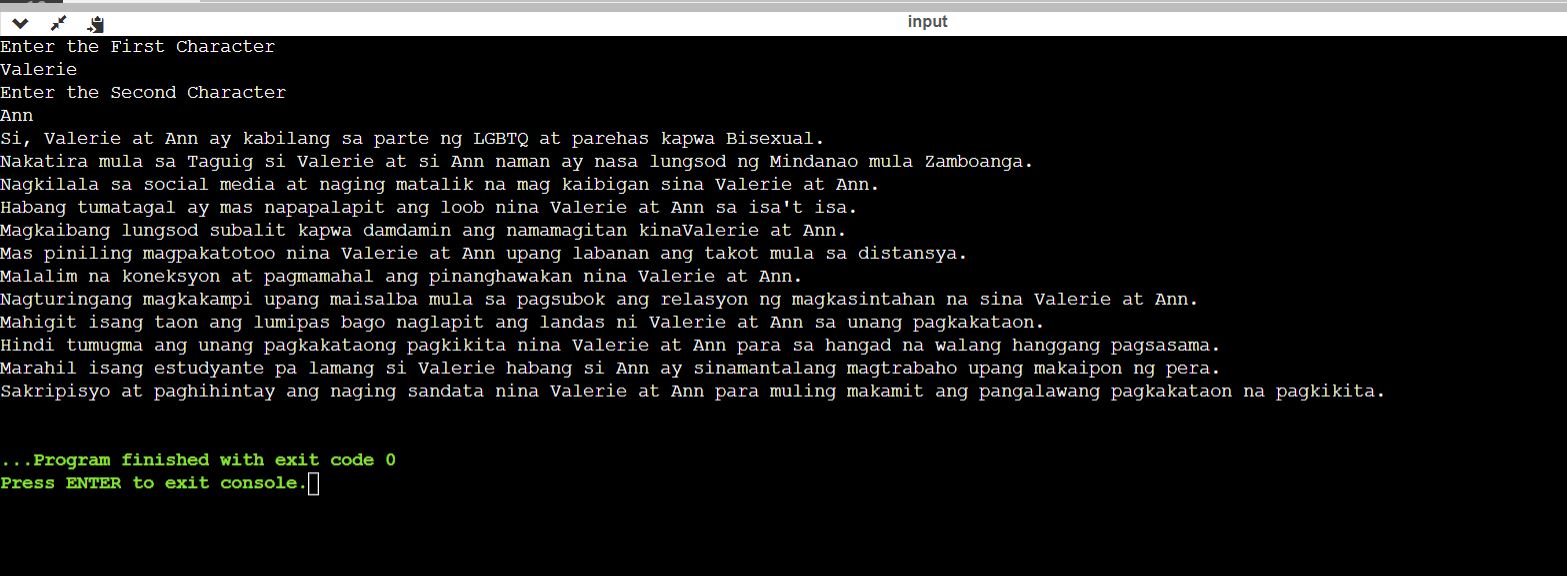 input
Enter the First Character
Valerie
Enter the Second Character
Ann
Si, Valerie at Ann ay kabilang sa parte ng LGBTQ at parehas kapwa Bisexual.
Nakatira mula sa Taguig si Valerie at si Ann naman ay nasa lungsod ng Mindanao mula Zamboanga.
Nagkilala sa social media at naging matalik na mag kaibigan sina Valerie at Ann.
Habang tumatagal ay mas napapalapit ang loob nina Valerie at Ann sa isa't isa.
Magkaibang lungsod subalit kapwa damdamin ang namamagitan kinaValerie at Ann.
Mas piniling magpakatotoo nina Valerie at Ann upang labanan ang takot mula sa distansya.
Malalim na koneksyon at pagmamahal ang pinanghawakan nina Valerie at Ann.
Nagturingang magkakampi upang maisalba mula sa pagsubok ang relasyon ng magkasintahan na sina Valerie at Ann.
Mahigit isang taon ang lumipas bago naglapit ang landas ni Valerie at Ann sa unang pagkakataon.
Hindi tumugma ang unang pagkakataong pagkikita nina Valerie at Ann para sa hangad na walang hanggang pagsasama.
Marahil isang estudyante pa lamang si Valerie habang si Ann ay sinamantalang magtrabaho upang makaipon ng pera.
Sakripisyo at paghihintay ang naging sandata nina Valerie at Ann para muling makamit ang pangalawang pagkakataon na pagkikita.
...Program finished with exit code 0
Press ENTER to exit console.